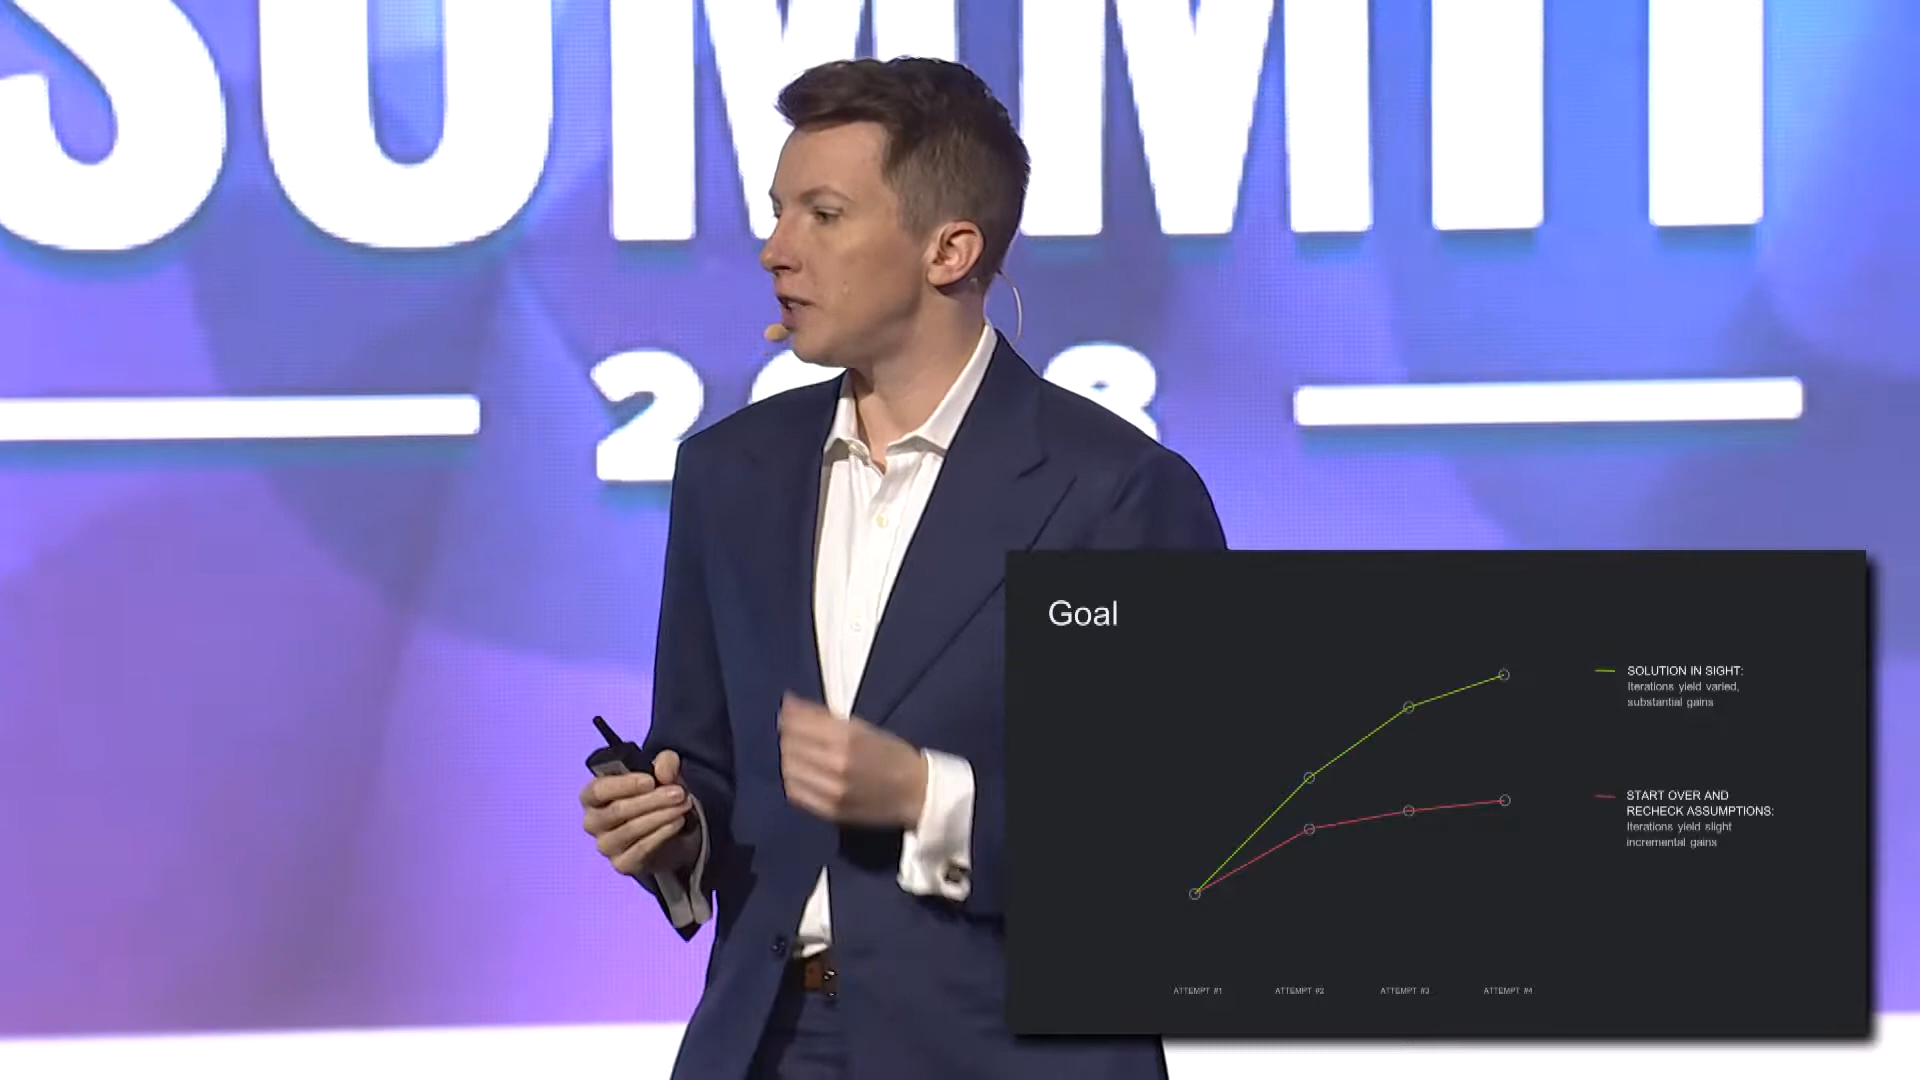 SUMMIT
Goal
SOLUTION IN SIGHT:
Iterations yield varied,
substantial gains
START OVER AND
RECHECK ASSUMPTIONS:
Iterations yield slight
incremental gains
ATTEMPT #1 ATTEMPT #2 ATTEMPT #3 ATTEMPT #4